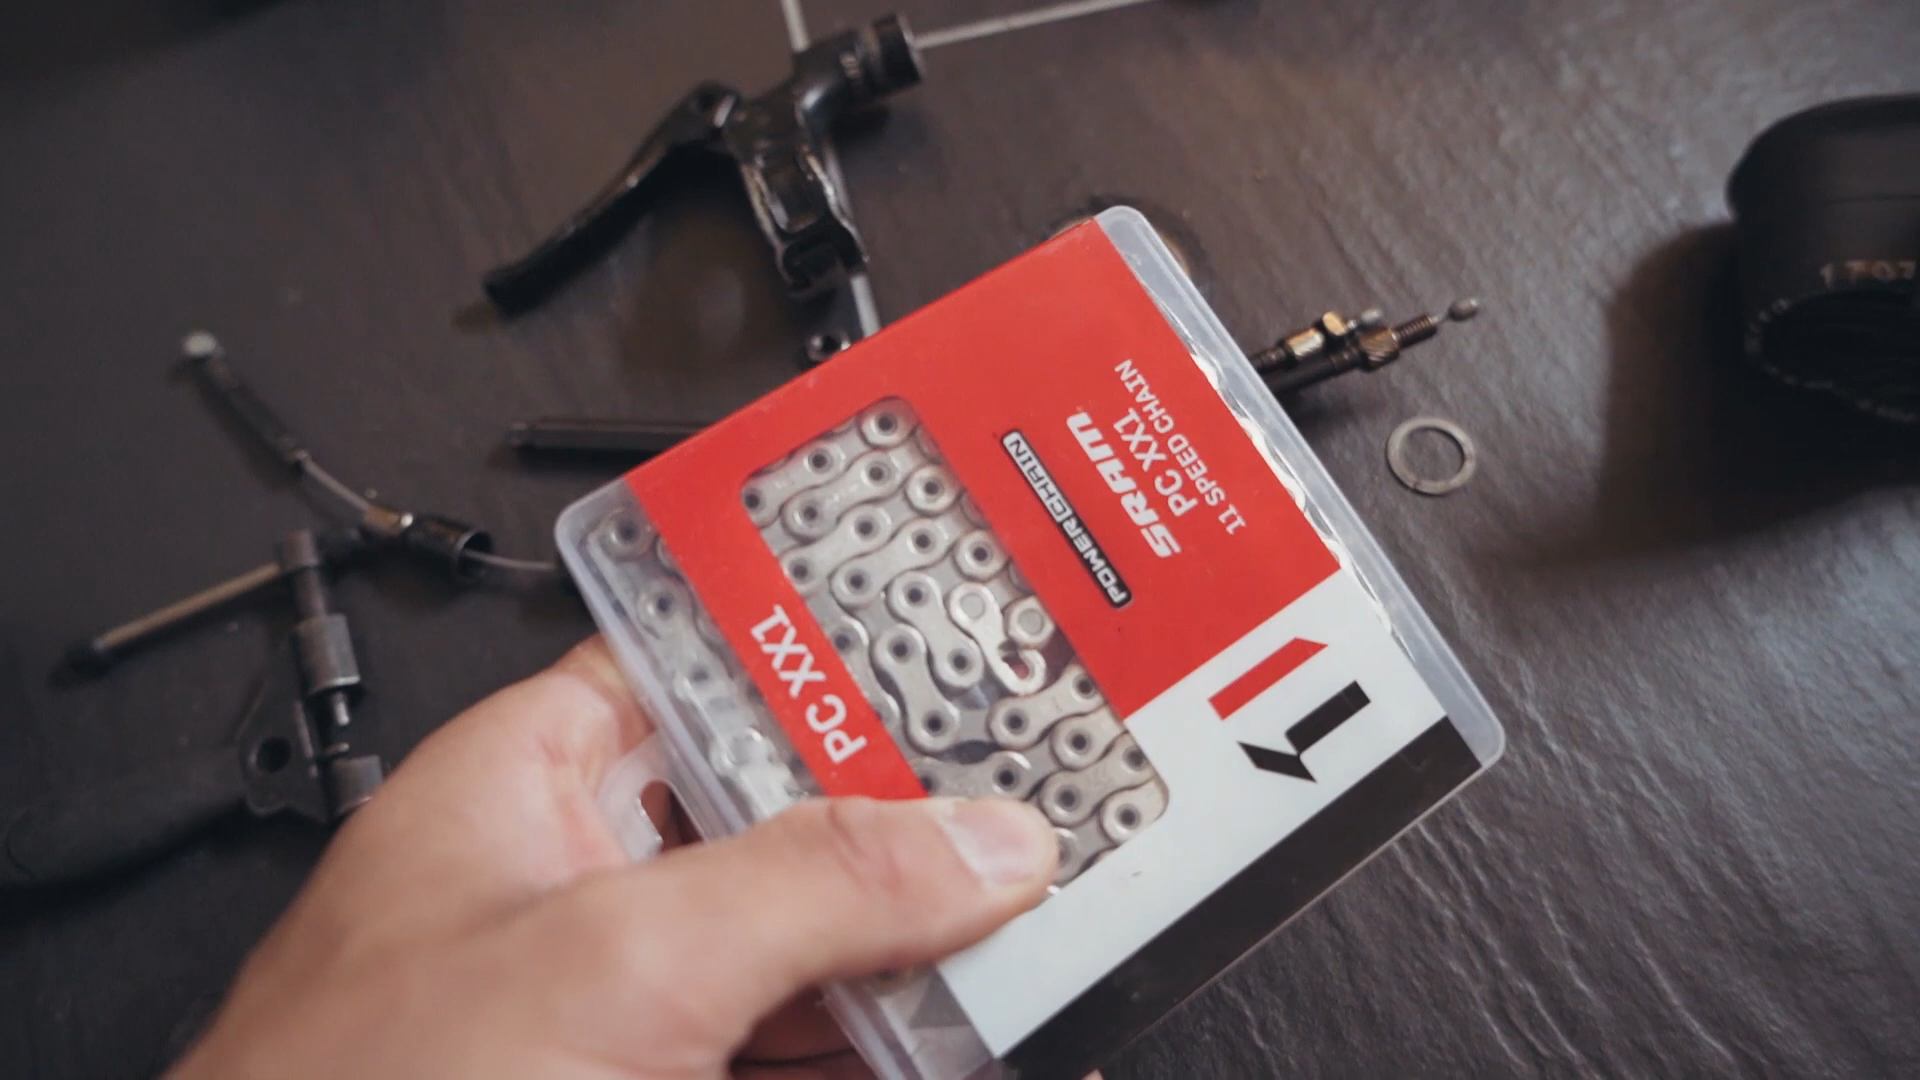 SRAM
PC XX1
11 SPEED CHAIN
POWERCHAIN
PC XX1
11